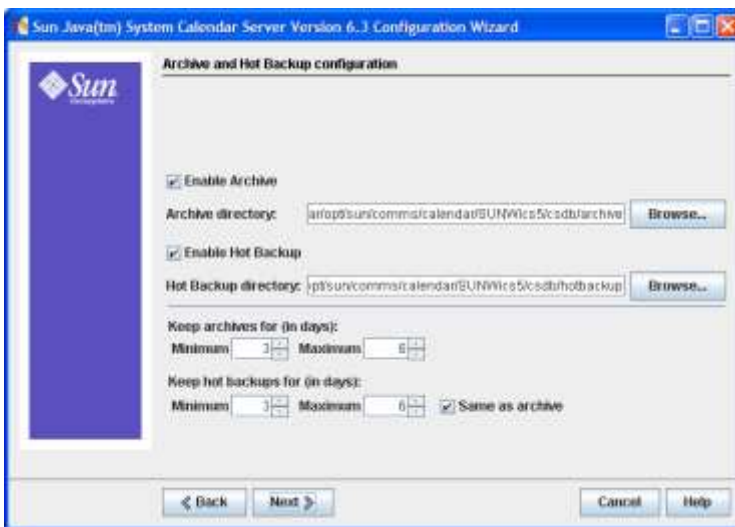 Sun Java(tm) System Calendar Server Version 6.3 Configuration Wizard
Sun
microsystems
Archive and Hot Backup configuration
Enable Archive
Archive directory: ar/opt/sun/comms/calendar/SUNWics5/csdb/archive Browse...
Enable Hot Backup
Hot Backup directory: opt/sun/comms/calendar/SUNWics5/csdb/hotbackup Browse...
Keep archives for (in days):
Minimum 3 Maximum 6
Keep hot backups for (in days):
Minimum 3 Maximum 6 Same as archive
Back Next Cancel Help